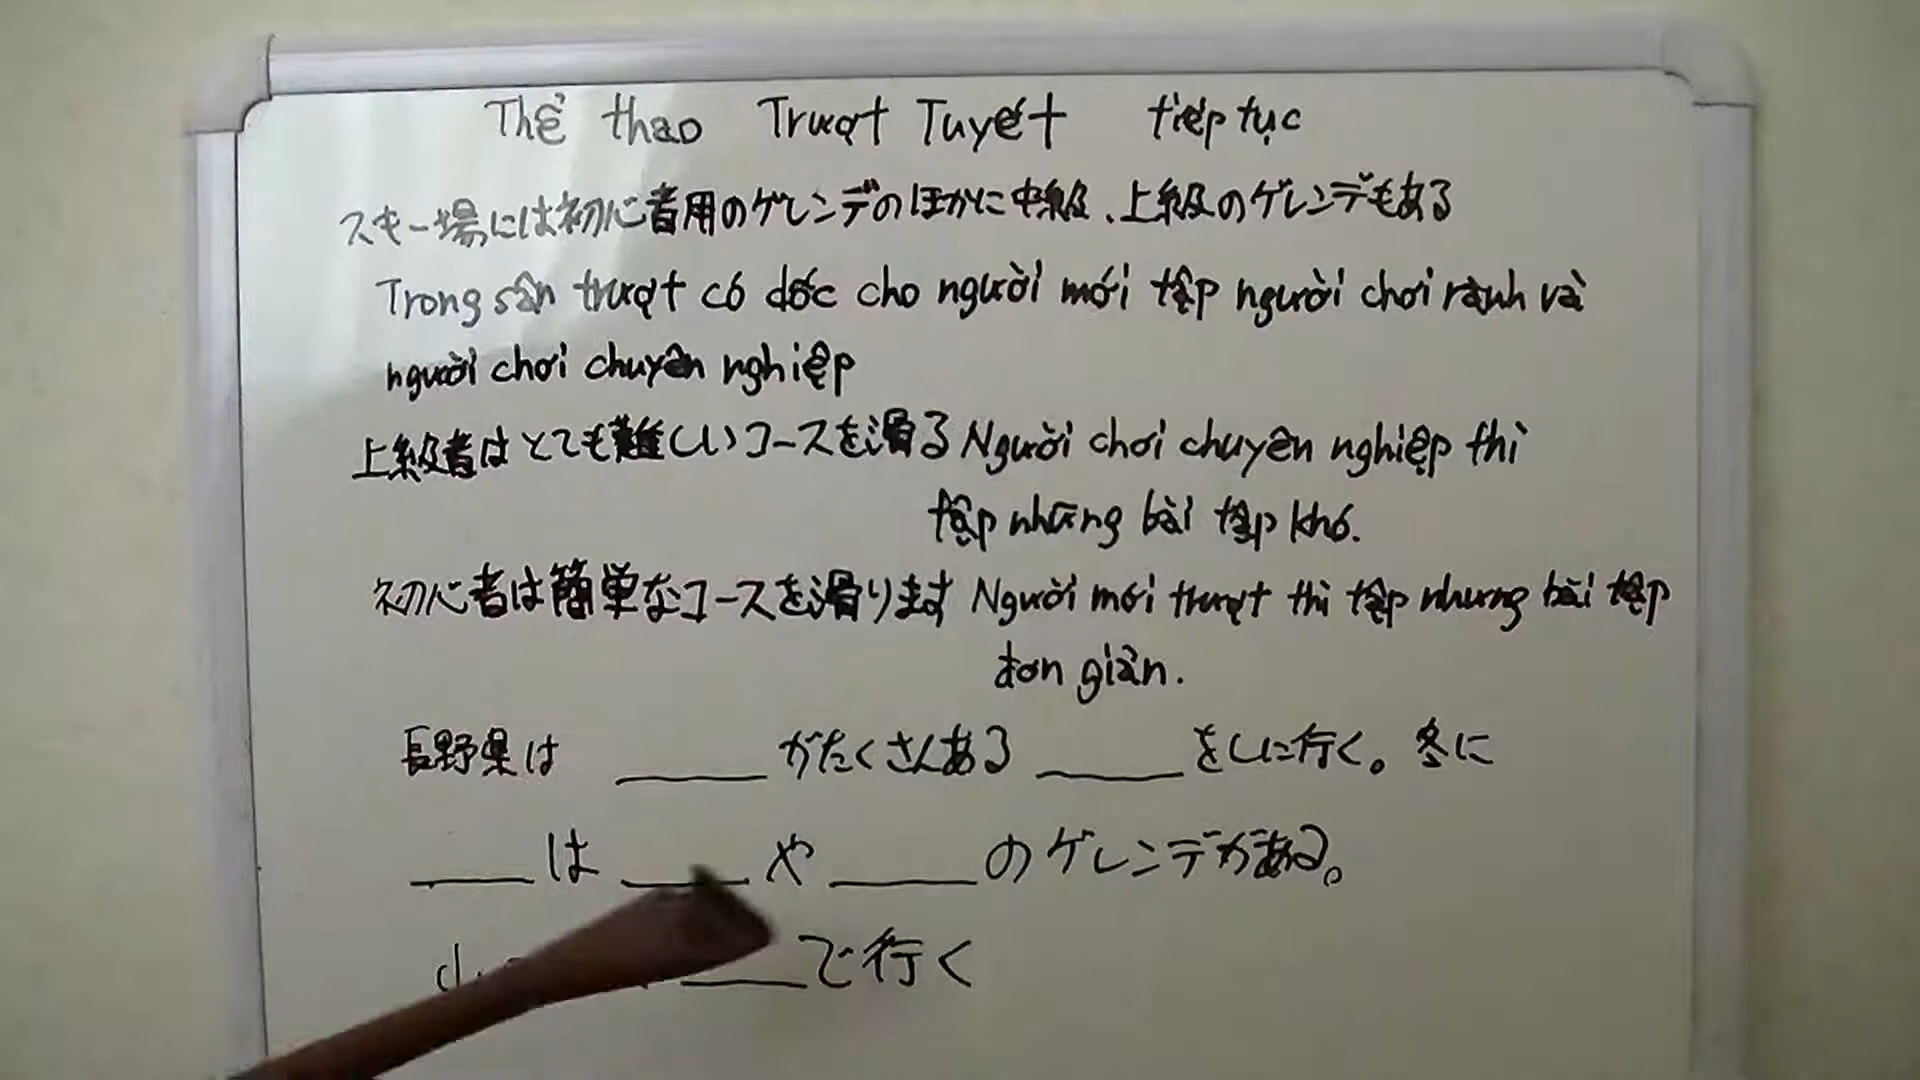 Thể thao Trượt Tuyết tiếp tục
スキー場には初心者用のゲレンデのほかに中級、上級のゲレンデもある
Trong sân trượt có dốc cho người mới tập người chơi rành và
người chơi chuyên nghiệp
上級者はとても難しいコースを滑る Người chơi chuyên nghiệp thì
tập những bài tập khó.
初心者は簡単なコースを滑ります Người mới trượt thì tập nhưng bài tập
đơn giản.
長野県は _____ がたくさんある _____ をしに行く。冬に
_____ は _____ や _____ のゲレンデがある。
_____ で行く